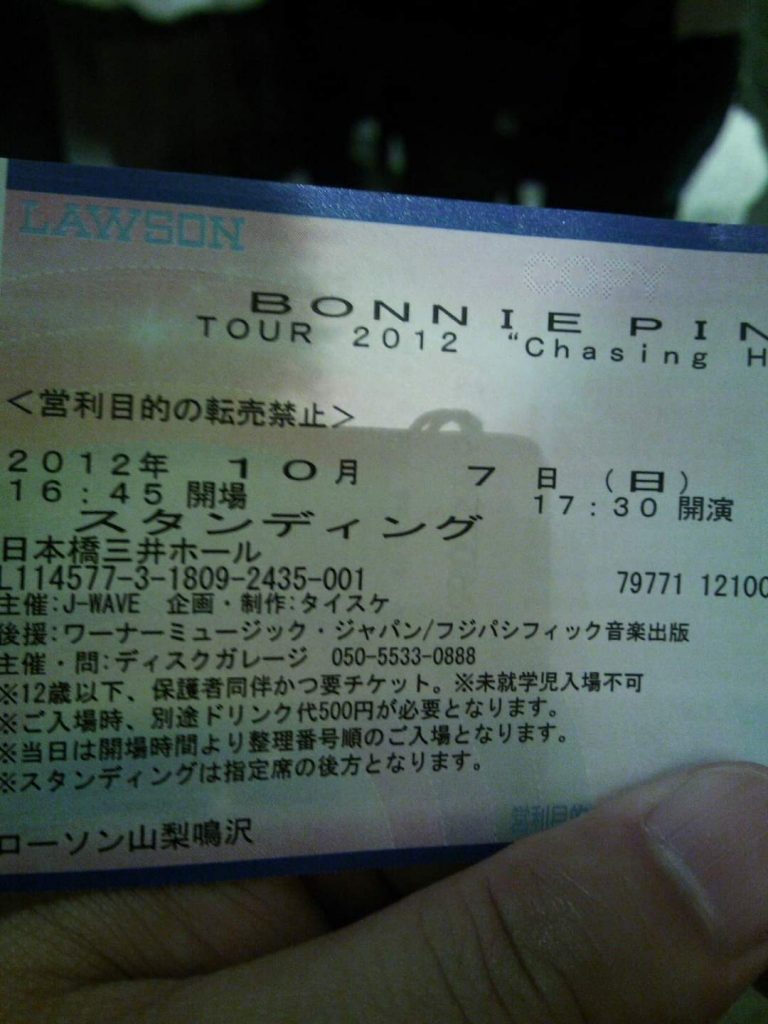 LAWSON
COPY
BONNIE PIN
TOUR 2012 “Chasing H
＜営利目的の転売禁止＞
2012年 10月 7日 （日）
16：45 開場 17：30 開演
スタンディング
日本橋三井ホール
L114577-3-1809-2435-001 79771 12100
主催:J-WAVE 企画・制作:タイスケ
後援:ワーナーミュージック・ジャパン/フジパシフィック音楽出版
主催・問:ディスクガレージ 050-5533-0888
※12歳以下、保護者同伴かつ要チケット。※未就学児入場不可
※ご入場時、別途ドリンク代500円が必要となります。
※当日は開場時間より整理番号順のご入場となります。
※スタンディングは指定席の後方となります。
営利目的
ローソン山梨鳴沢